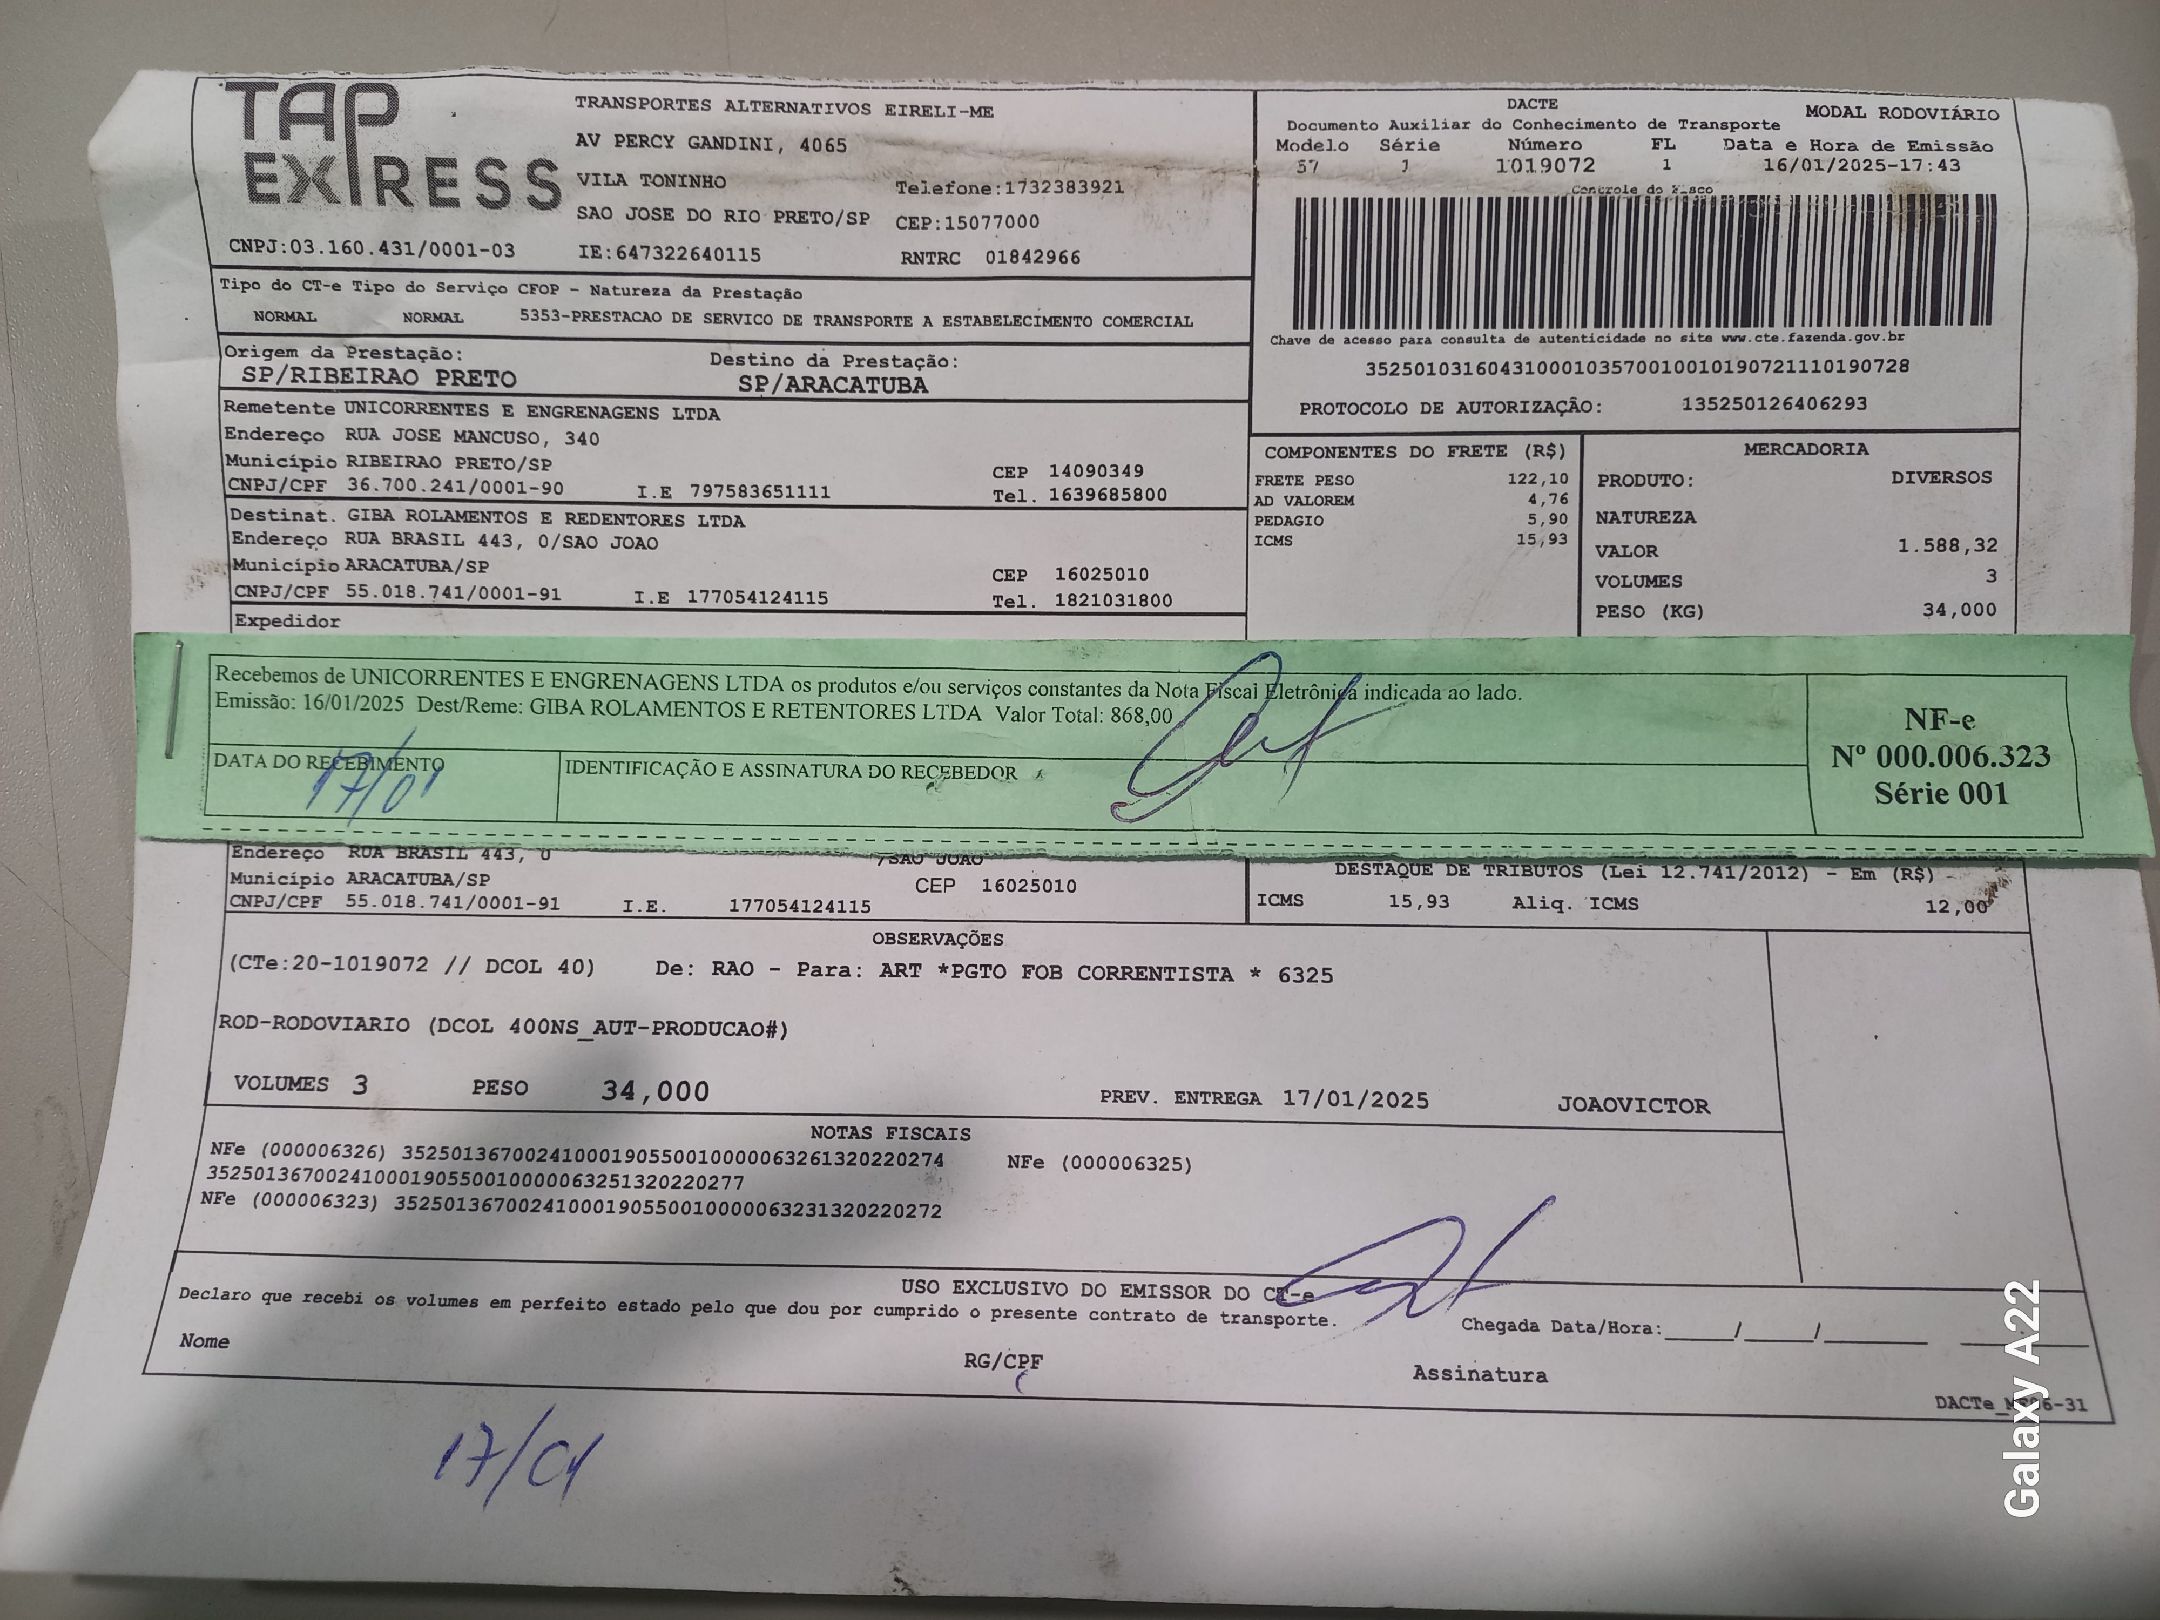 TAP EXPRESS
TRANSPORTES ALTERNATIVOS EIRELI-ME
AV PERCY GANDINI, 4065
VILA TONINHO Telefone:1732383921
SAO JOSE DO RIO PRETO/SP CEP:15077000
CNPJ:03.160.431/0001-03 IE:647322640115 RNTRC 01842966
DACTE MODAL RODOVIÁRIO
Documento Auxiliar do Conhecimento de Transporte
Modelo Série Número FL Data e Hora de Emissão
57 1 1019072 1 16/01/2025-17:43
Controle do Fisco
Chave de acesso para consulta de autenticidade no site www.cte.fazenda.gov.br
35250103160431000103570010010190721110190728
PROTOCOLO DE AUTORIZAÇÃO: 135250126406293
Tipo do CT-e Tipo do Serviço CFOP - Natureza da Prestação
NORMAL NORMAL 5353-PRESTACAO DE SERVICO DE TRANSPORTE A ESTABELECIMENTO COMERCIAL
Origem da Prestação: Destino da Prestação:
SP/RIBEIRAO PRETO SP/ARACATUBA
Remetente UNICORRENTES E ENGRENAGENS LTDA
Endereço RUA JOSE MANCUSO, 340
Município RIBEIRAO PRETO/SP CEP 14090349
CNPJ/CPF 36.700.241/0001-90 I.E 797583651111 Tel. 1639685800
Destinat. GIBA ROLAMENTOS E REDENTORES LTDA
Endereço RUA BRASIL 443, 0/SAO JOAO
Município ARACATUBA/SP CEP 16025010
CNPJ/CPF 55.018.741/0001-91 I.E 177054124115 Tel. 1821031800
Expedidor
COMPONENTES DO FRETE (R$)
FRETE PESO 122,10
AD VALOREM 4,76
PEDAGIO 5,90
ICMS 15,93
MERCADORIA
PRODUTO: DIVERSOS
NATUREZA
VALOR 1.588,32
VOLUMES 3
PESO (KG) 34,000
Recebemos de UNICORRENTES E ENGRENAGENS LTDA os produtos e/ou serviços constantes da Nota Fiscal Eletrônica indicada ao lado.
Emissão: 16/01/2025 Dest/Reme: GIBA ROLAMENTOS E RETENTORES LTDA Valor Total: 868,00
DATA DO RECEBIMENTO IDENTIFICAÇÃO E ASSINATURA DO RECEBEDOR
17/01
NF-e
Nº 000.006.323
Série 001
Endereço RUA BRASIL 443, 0 /SAO JOAO
Município ARACATUBA/SP CEP 16025010
CNPJ/CPF 55.018.741/0001-91 I.E. 177054124115
DESTAQUE DE TRIBUTOS (Lei 12.741/2012) - Em (R$)
ICMS 15,93 Aliq. ICMS 12,00
OBSERVAÇÕES
(CTe:20-1019072 // DCOL 40) De: RAO - Para: ART *PGTO FOB CORRENTISTA * 6325
ROD-RODOVIARIO (DCOL 400NS_AUT-PRODUCAO#)
VOLUMES 3 PESO 34,000 PREV. ENTREGA 17/01/2025 JOAOVICTOR
NOTAS FISCAIS
NFe (000006326) 35250136700241000190550010000063261320220274 NFe (000006325)
35250136700241000190550010000063251320220277
NFe (000006323) 35250136700241000190550010000063231320220272
USO EXCLUSIVO DO EMISSOR DO CT-e
Declaro que recebi os volumes em perfeito estado pelo que dou por cumprido o presente contrato de transporte.
Chegada Data/Hora:_____/_____/_______ _______
Nome RG/CPF Assinatura
17/01
Galaxy A22